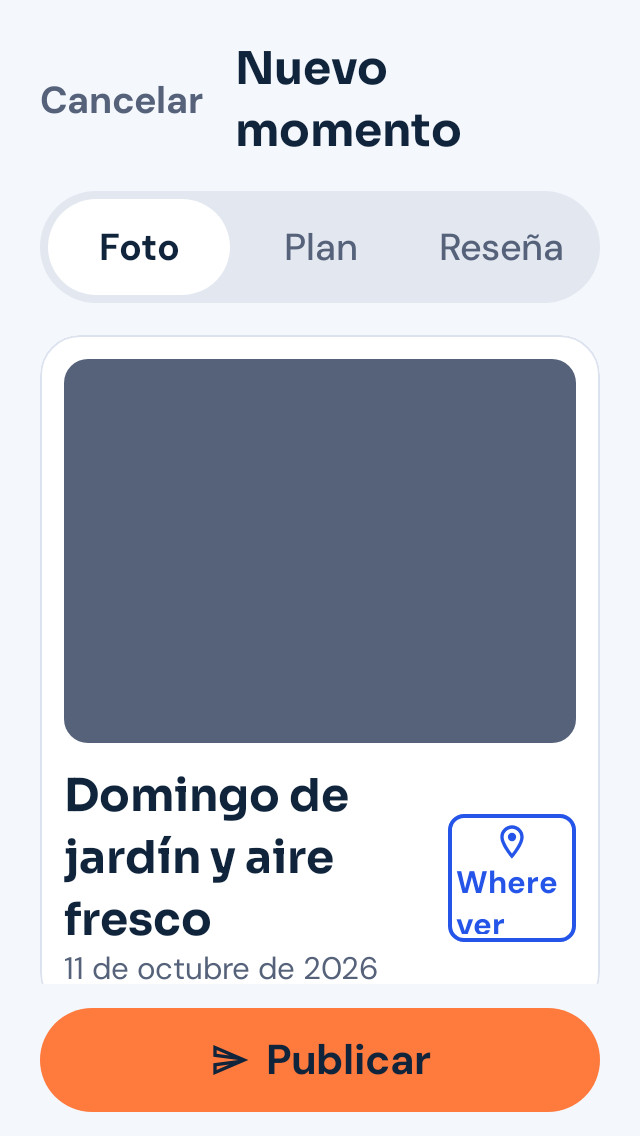 Cancelar
Nuevo
momento
Foto
Plan
Reseña
Domingo de
jardín y aire
fresco
11 de octubre de 2026
Where
ver
Publicar